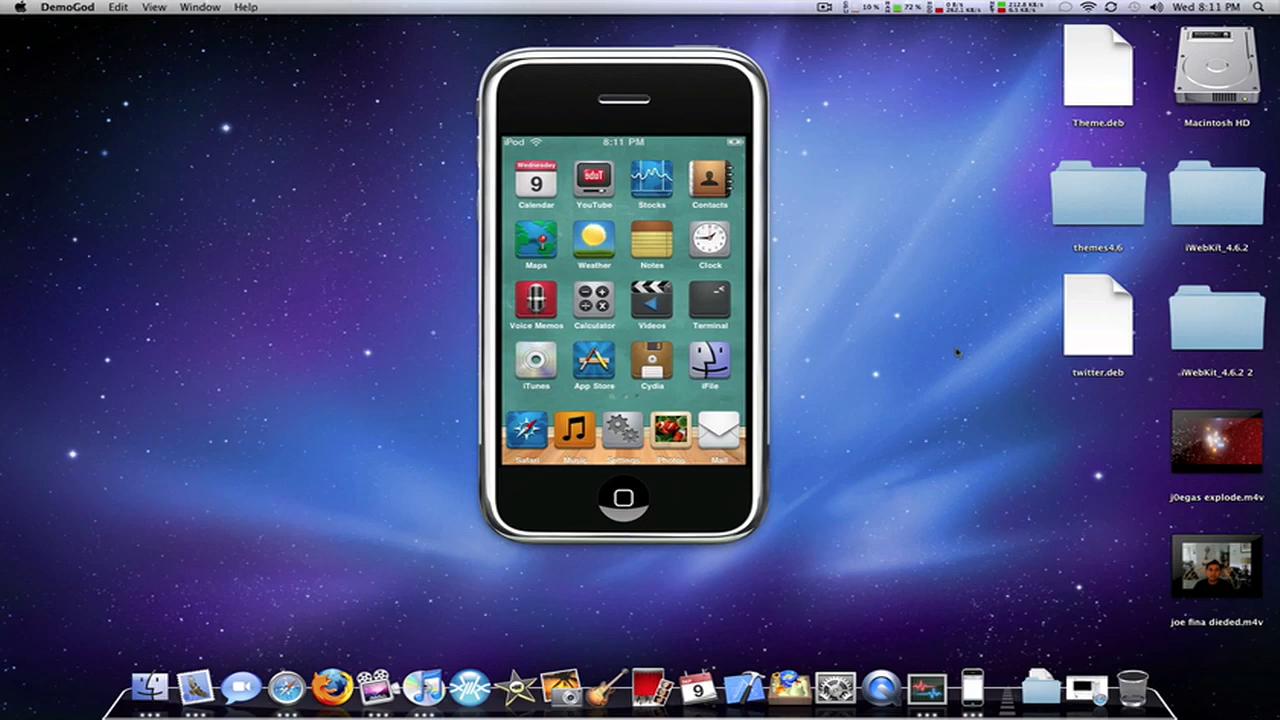 DemoGod Edit View Window Help
10 % 72 % Wed 8:11 PM
iPod 8:11 PM
Wednesday
9
Calendar YouTube Stocks Contacts
Maps Weather Notes Clock
Voice Memos Calculator Videos Terminal
iTunes App Store Cydia iFile
Safari Music Settings Photos Mail
Theme.deb Macintosh HD
themes4.6 iWebKit_4.6.2
twitter.deb iWebKit_4.6.2 2
j0egas explode.m4v
joe fina dieded.m4v
9